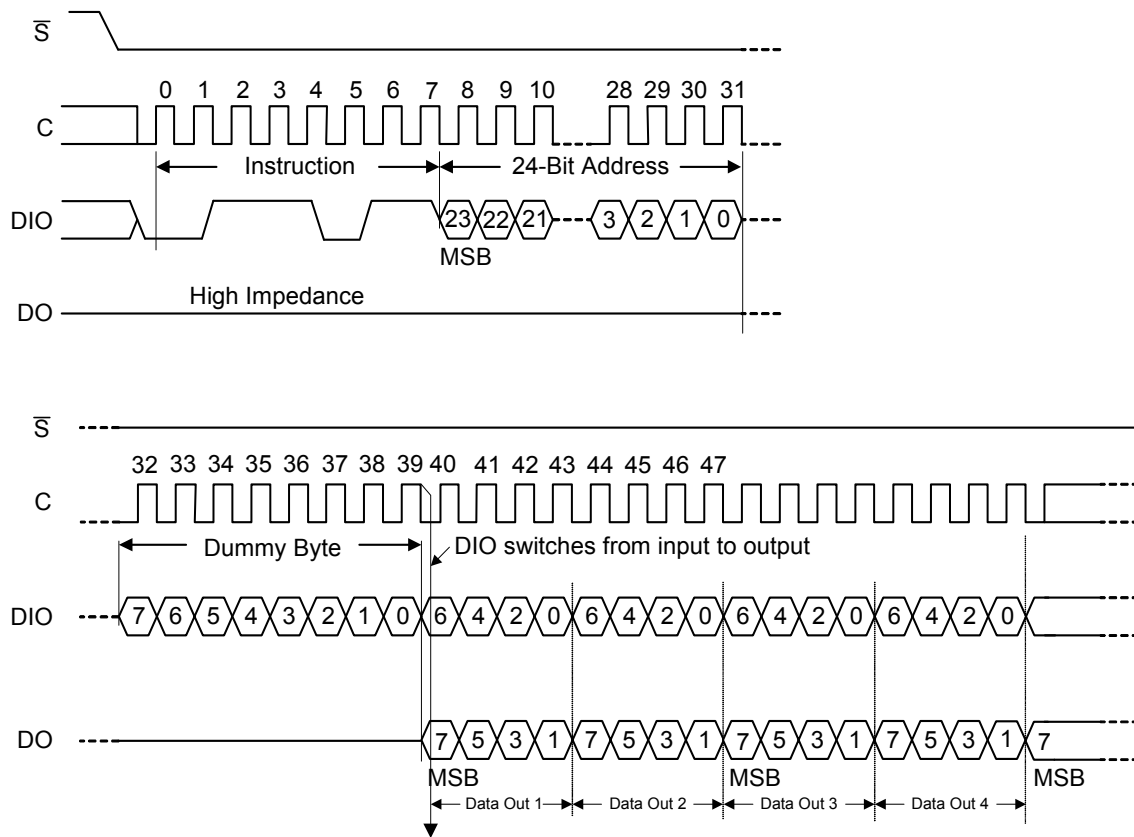 S
0 1 2 3 4 5 6 7 8 9 10 28 29 30 31
C
Instruction 24-Bit Address
DIO 23 22 21 3 2 1 0
MSB
High Impedance
DO
S
32 33 34 35 36 37 38 39 40 41 42 43 44 45 46 47
C
Dummy Byte DIO switches from input to output
DIO 7 6 5 4 3 2 1 0 6 4 2 0 6 4 2 0 6 4 2 0 6 4 2 0
DO 7 5 3 1 7 5 3 1 7 5 3 1 7 5 3 1 7
MSB MSB MSB
Data Out 1 Data Out 2 Data Out 3 Data Out 4